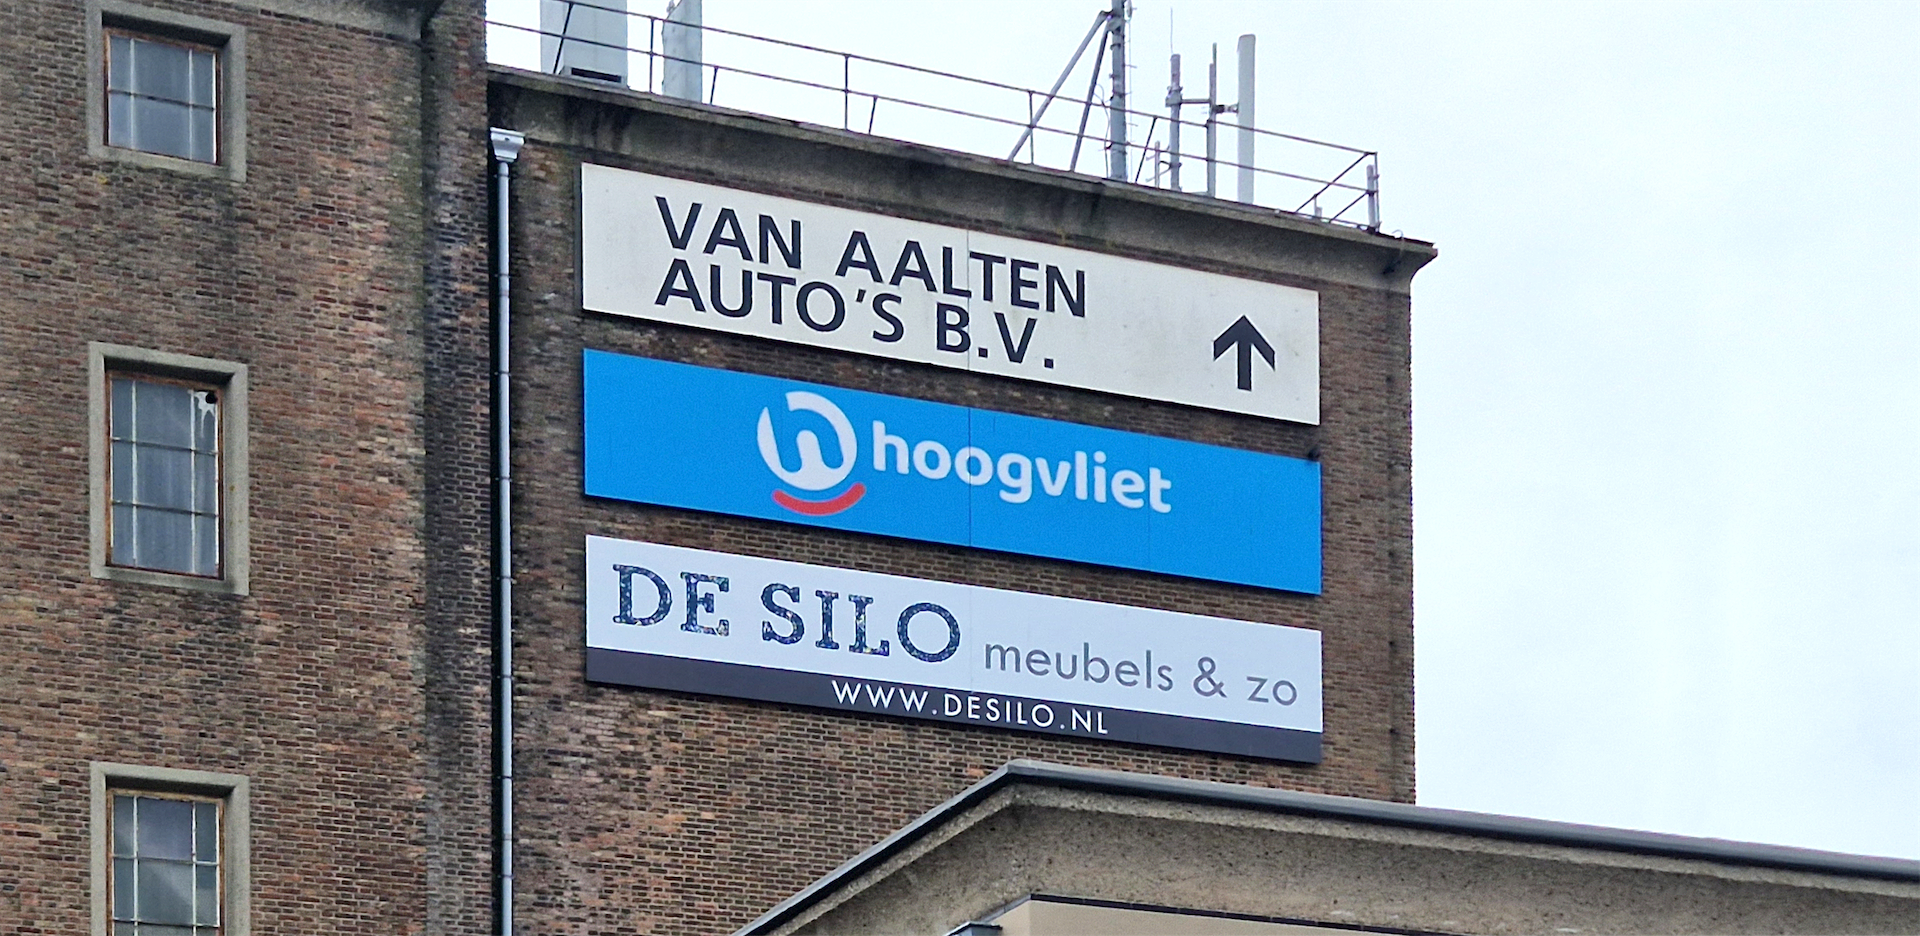 VAN AALTEN
AUTO'S B.V.
hoogvliet
DE SILO meubels & zo
WWW.DESILO.NL